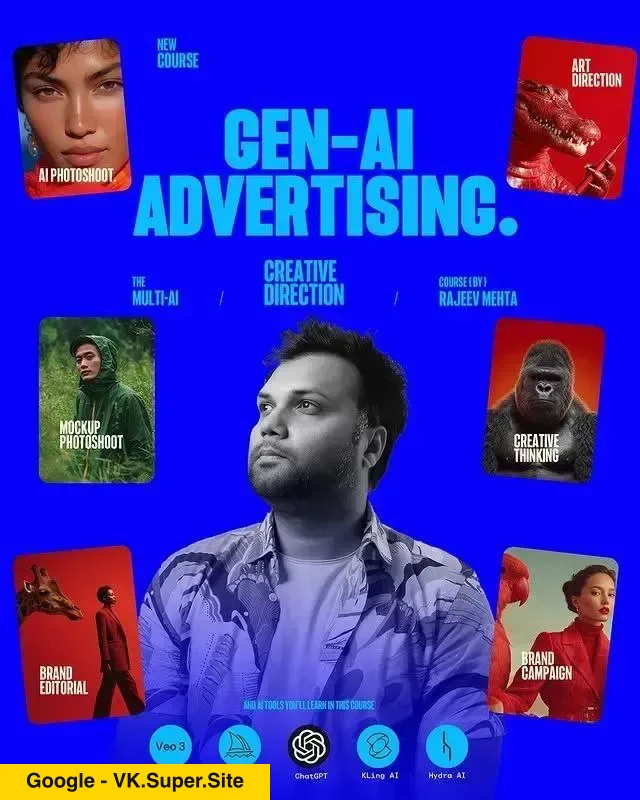 NEW
COURSE
AI PHOTOSHOOT
ART
DIRECTION
GEN-AI
ADVERTISING.
THE
MULTI-AI
/
CREATIVE
DIRECTION
/
COURSE (BY)
RAJEEV MEHTA
MOCKUP
PHOTOSHOOT
CREATIVE
THINKING
BRAND
EDITORIAL
BRAND
CAMPAIGN
AND AI TOOLS YOU'LL LEARN IN THIS COURSE
Veo 3
ChatGPT
KLing AI
Hydra AI
Google - VK.Super.Site